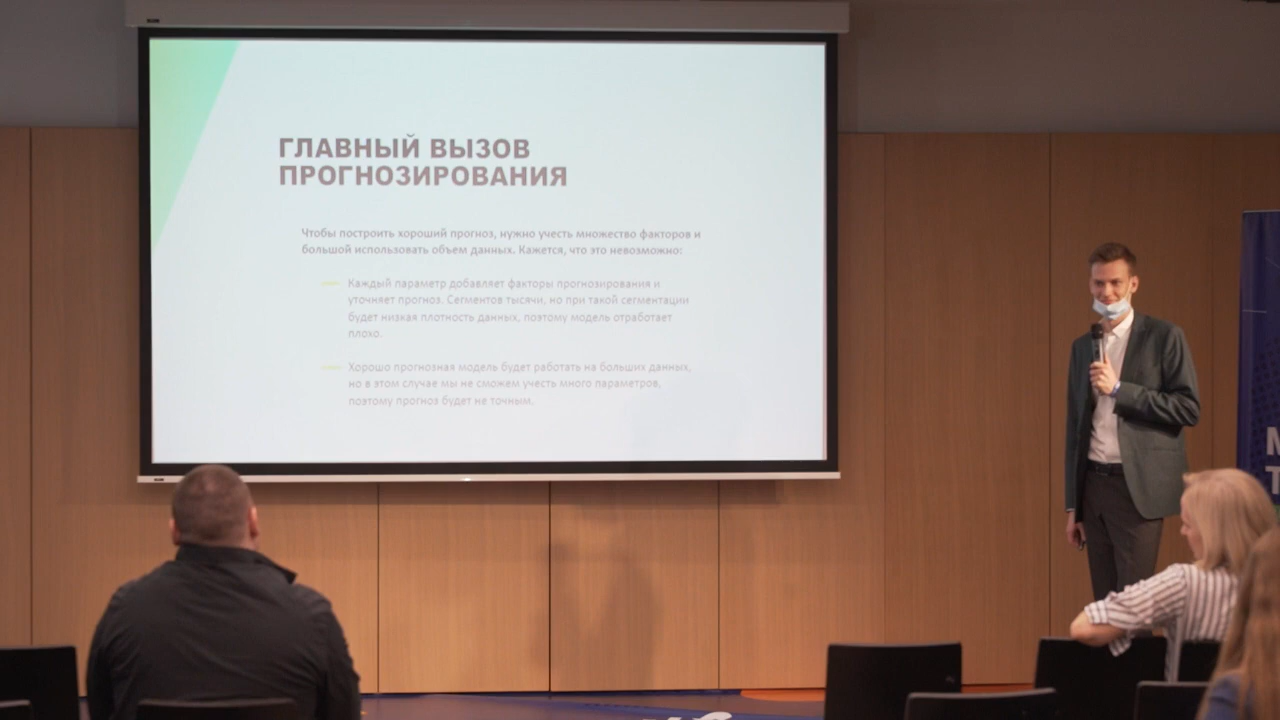 ГЛАВНЫЙ ВЫЗОВ
ПРОГНОЗИРОВАНИЯ
Чтобы построить хороший прогноз, нужно учесть множество факторов и
большой использовать объем данных. Кажется, что это невозможно:
Каждый параметр добавляет факторы прогнозирования и
уточняет прогноз. Сегментов тысячи, но при такой сегментации
будет низкая плотность данных, поэтому модель отработает
плохо.
Хорошо прогнозная модель будет работать на больших данных,
но в этом случае мы не сможем учесть много параметров,
поэтому прогноз будет не точным.